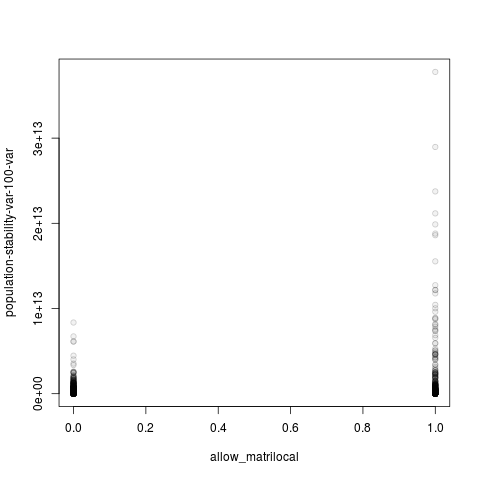 population-stability-var-100-var
3e+13
2e+13
1e+13
0e+00
0.0 0.2 0.4 0.6 0.8 1.0
allow_matrilocal